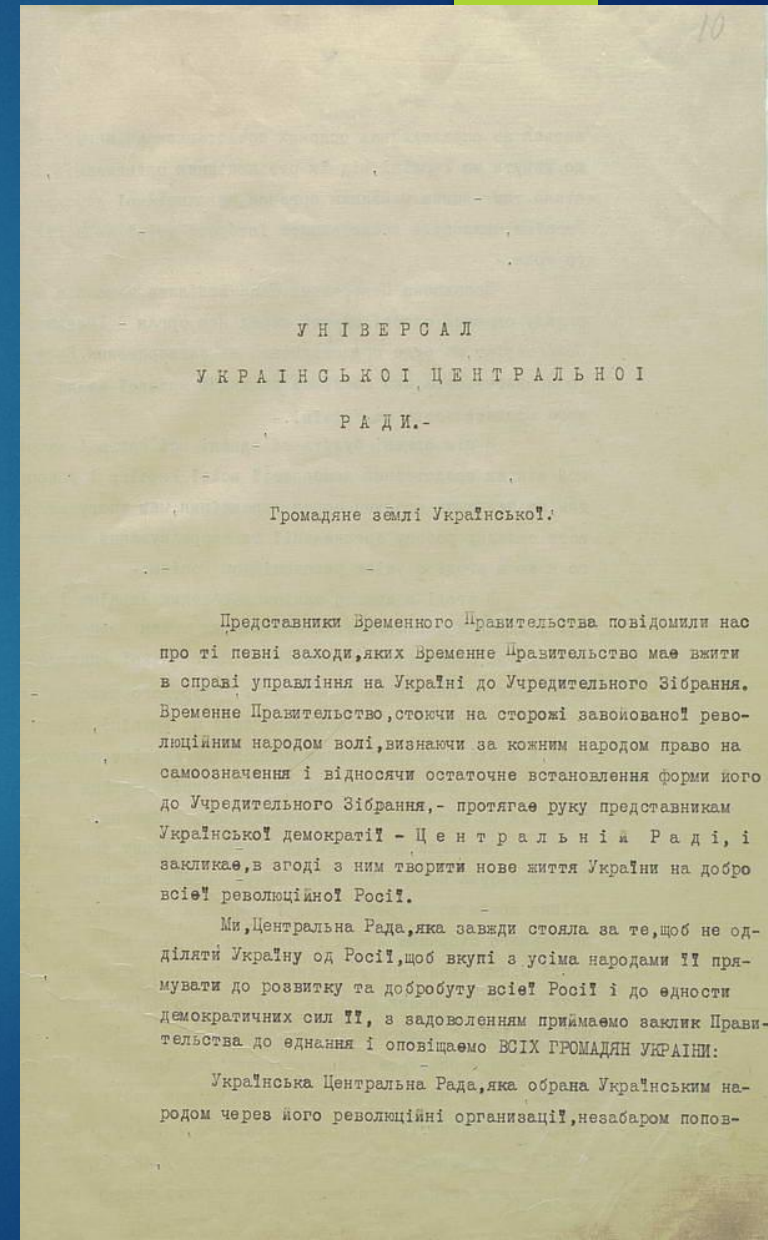 10
УНІВЕРСАЛ
УКРАІНСЬКОІ ЦЕНТРАЛЬНОІ
РАДИ.-
Громадяне землі Української.
Представники Временного Правительства повідомили нас
про ті певні заходи,яких Временне Правительство має вжити
в справі управління на Україні до Учредительного Зібрання.
Временне Правительство,стоючи на сторожі завойованої рево-
люційним народом волі,визнаючи за кожним народом право на
самоозначення і відносячи остаточне встановлення форми його
до Учредительного Зібрання,- протягає руку представникам
Української демократії - Центральній Раді, і
закликає,в згоді з ним творити нове життя України на добро
всієї революційної Росії.
Ми,Центральна Рада,яка завжди стояла за те,щоб не од-
діляти Україну од Росії,щоб вкупі з усіма народами її пря-
мувати до розвитку та добробуту всієї Росії і до єдности
демократичних сил її, з задоволенням приймаємо заклик Прави-
тельства до єднання і оповіщаємо ВСІХ ГРОМАДЯН УКРАІНИ:
Українська Центральна Рада,яка обрана Українським на-
родом через його революційні організації,незабаром попов-